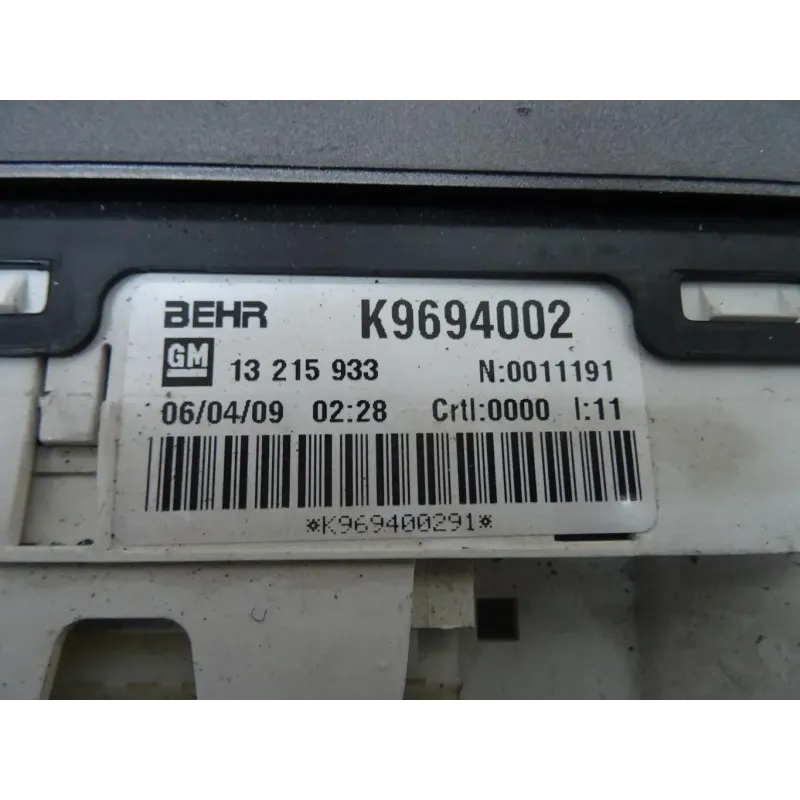 BEHR K9694002
GM 13 215 933 N:0011191
06/04/09 02:28 Crtl:0000 I:11
*K969400291*